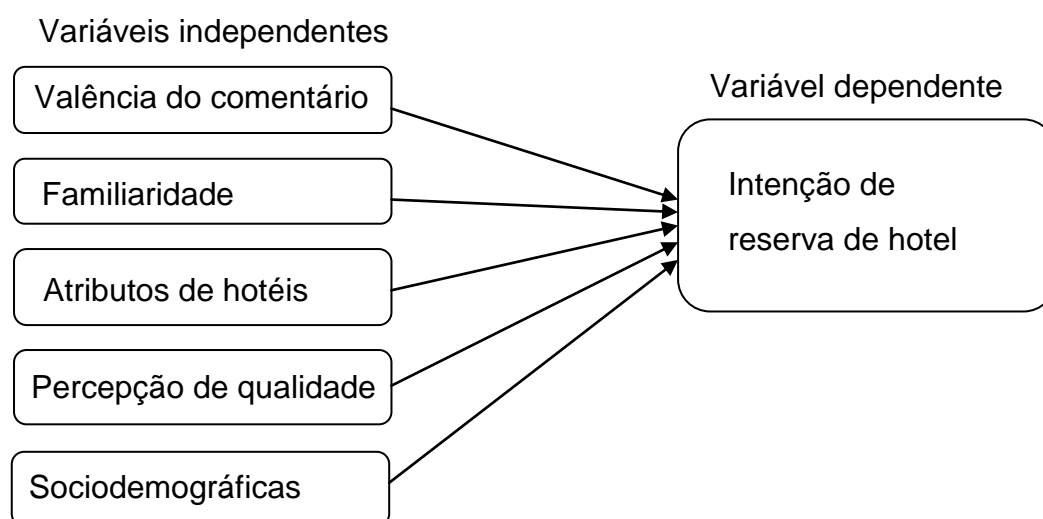 Variáveis independentes
Valência do comentário
Familiaridade
Atributos de hotéis
Percepção de qualidade
Sociodemográficas
Variável dependente
Intenção de
reserva de hotel